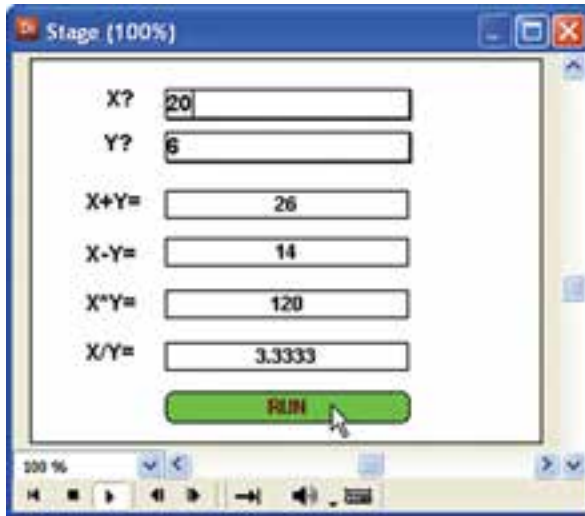 Stage (100%)
X? 20
Y? 6
X+Y= 26
X-Y= 14
X*Y= 120
X/Y= 3.3333
RUN
100 %